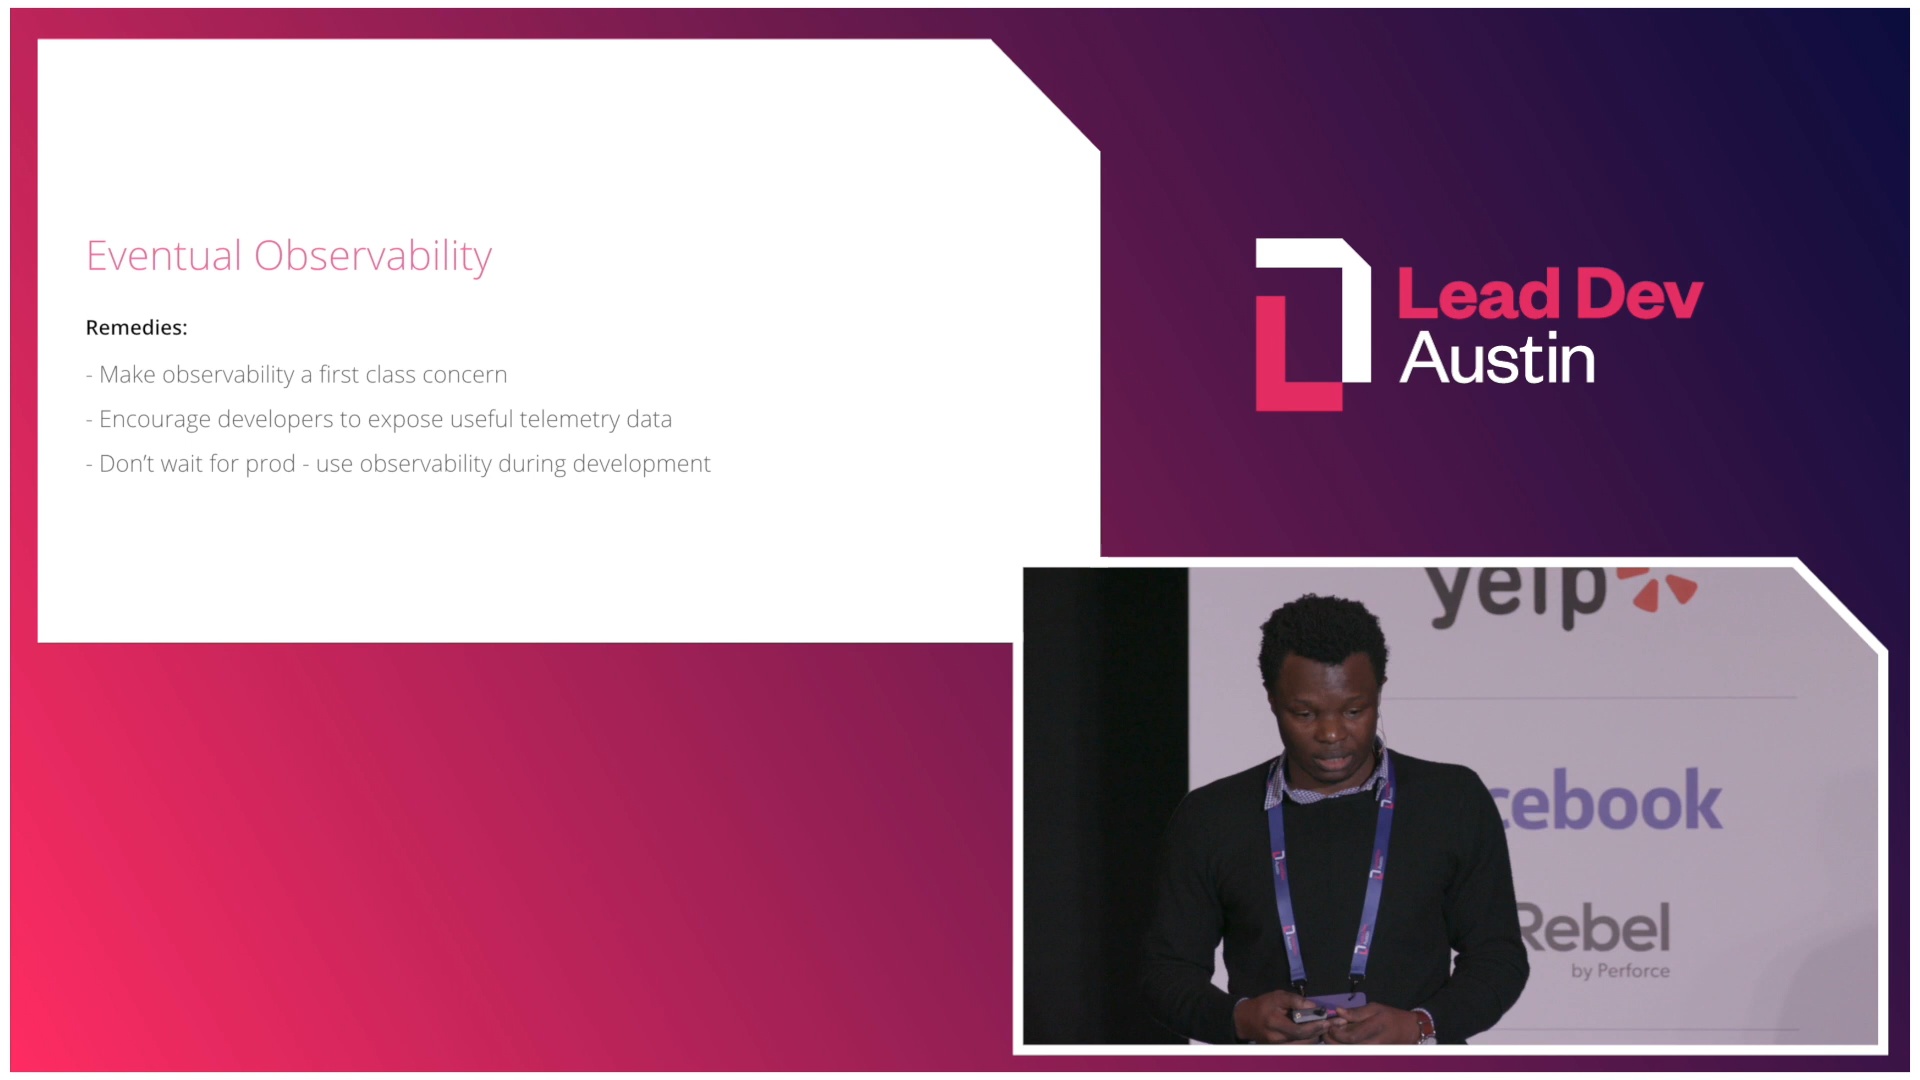 Eventual Observability
Remedies:
- Make observability a first class concern
- Encourage developers to expose useful telemetry data
- Don’t wait for prod - use observability during development
Lead Dev
Austin
yelp
cebook
Rebel
by Perforce